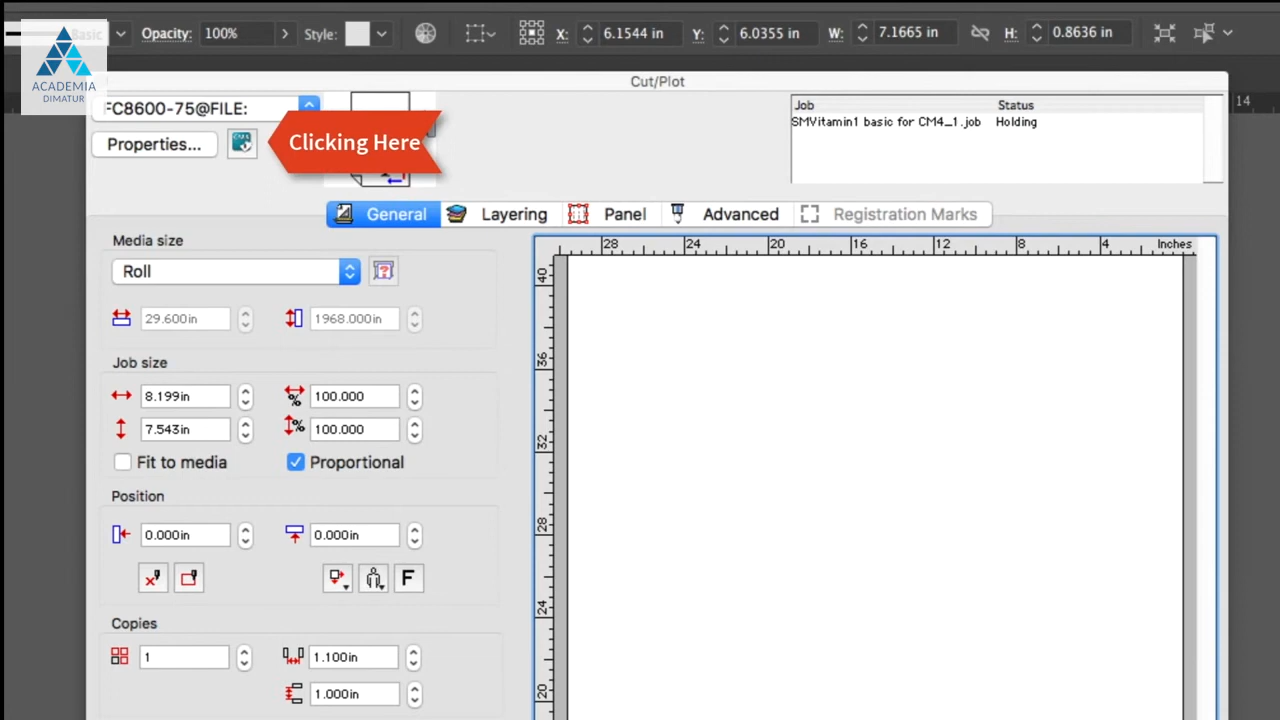 Basic
Opacity: 100% Style: X: 6.1544 in Y: 6.0355 in W: 7.1665 in H: 0.8636 in
ACADEMIA
DIMATUR
Cut/Plot
14
FC8600-75@FILE:
Properties...
Clicking Here
Job Status
SMVitamin1 basic for CM4_1.job Holding
General Layering Panel Advanced Registration Marks
Media size
Roll
29.600in 1968.000in
Job size
8.199in % 100.000
7.543in % 100.000
Fit to media Proportional
Position
0.000in 0.000in
F
Copies
1 1.100in
1.000in
28 24 20 16 12 8 4 Inches
40
36
32
28
24
20